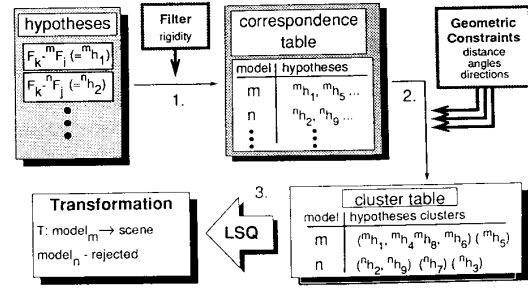 hypotheses
F_k - ^mF_i (= ^mh_1)
F_k - ^nF_j (= ^nh_2)
Filter
rigidity
1.
correspondence
table
model | hypotheses
m ^mh_1, ^mh_5 ...
n ^nh_2, ^nh_9 ...
2.
Geometric
Constraints
distance
angles
directions
cluster table
model | hypotheses clusters
m (^mh_1, ^mh_4 ^mh_8, ^mh_6) (^mh_5)
n (^nh_2, ^nh_9) (^nh_7) (^nh_3)
3.
LSQ
Transformation
T: model_m → scene
model_n - rejected